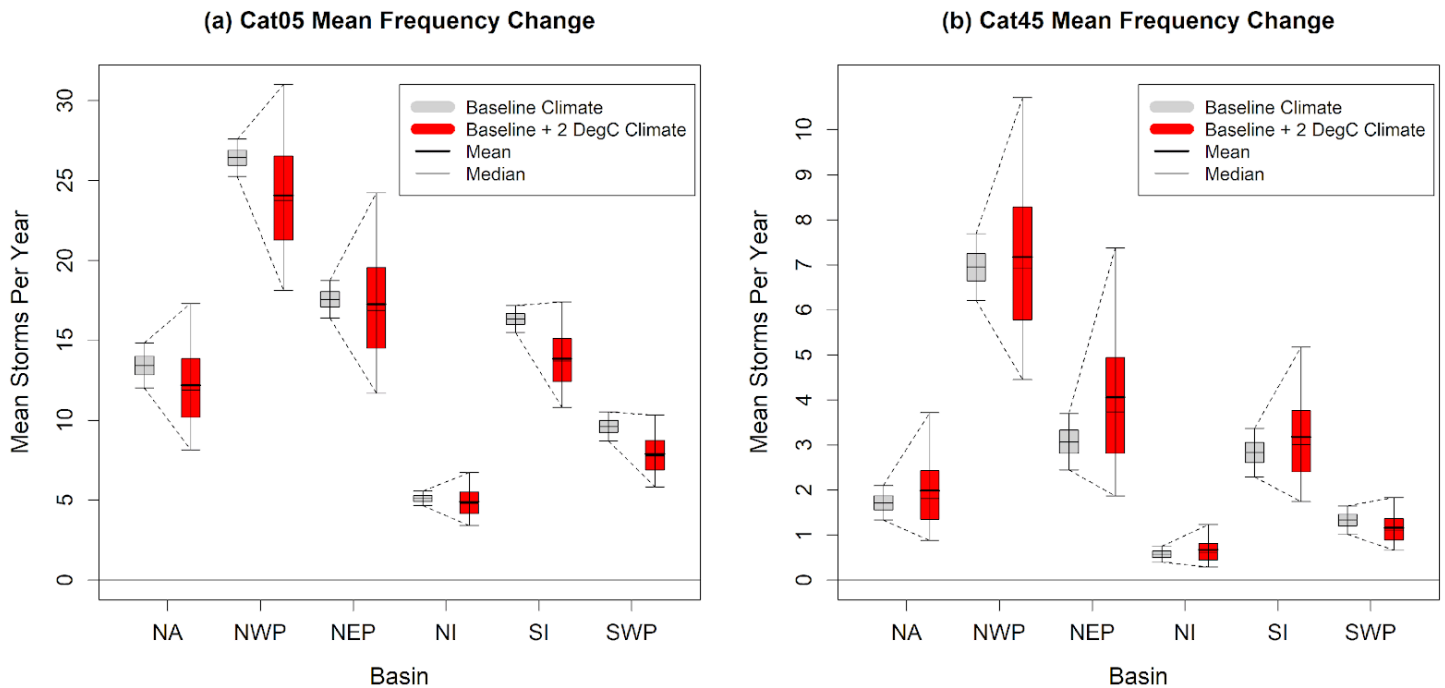 (a) Cat05 Mean Frequency Change
Mean Storms Per Year
30
25
20
15
10
5
0
Baseline Climate
Baseline + 2 DegC Climate
Mean
Median
NA NWP NEP NI SI SWP
Basin
(b) Cat45 Mean Frequency Change
Mean Storms Per Year
10
9
8
7
6
5
4
3
2
1
0
Baseline Climate
Baseline + 2 DegC Climate
Mean
Median
NA NWP NEP NI SI SWP
Basin